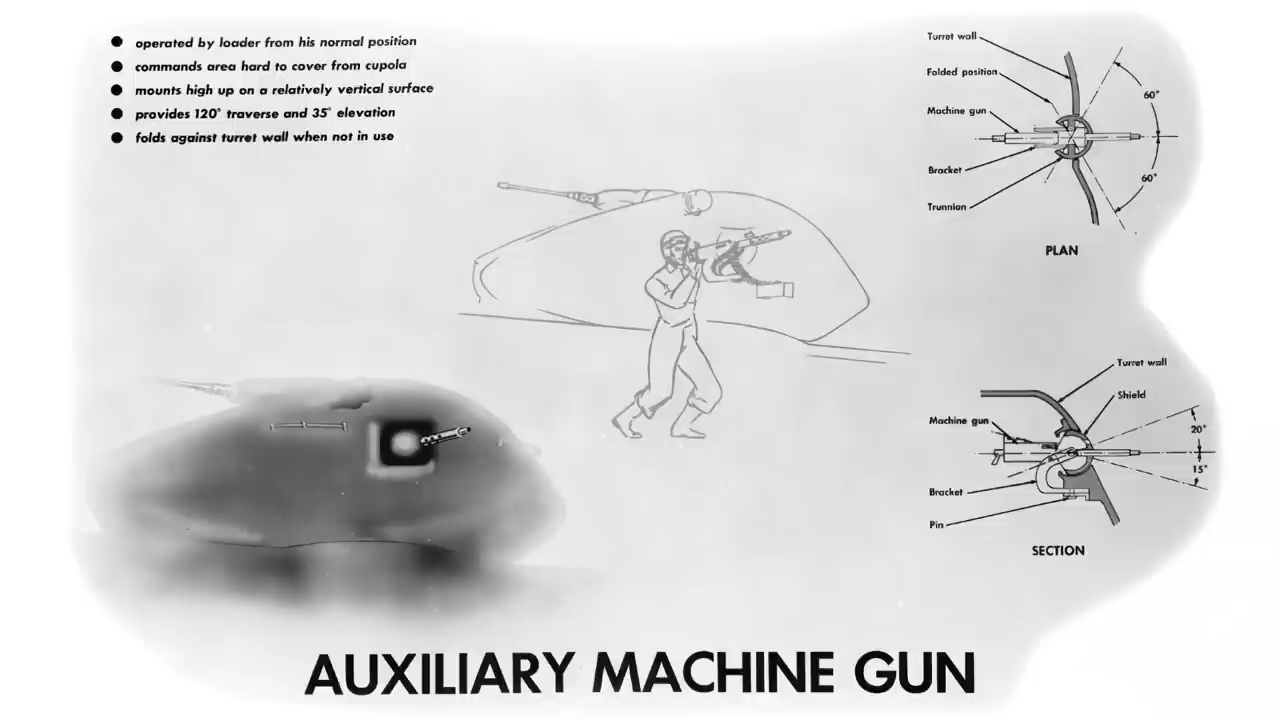 ● operated by loader from his normal position
● commands area hard to cover from cupola
● mounts high up on a relatively vertical surface
● provides 120° traverse and 35° elevation
● folds against turret wall when not in use
Turret wall
Folded position
Machine gun
Bracket
Trunnion
60°
60°
PLAN
Turret wall
Shield
Machine gun
20°
15°
Bracket
Pin
SECTION
AUXILIARY MACHINE GUN